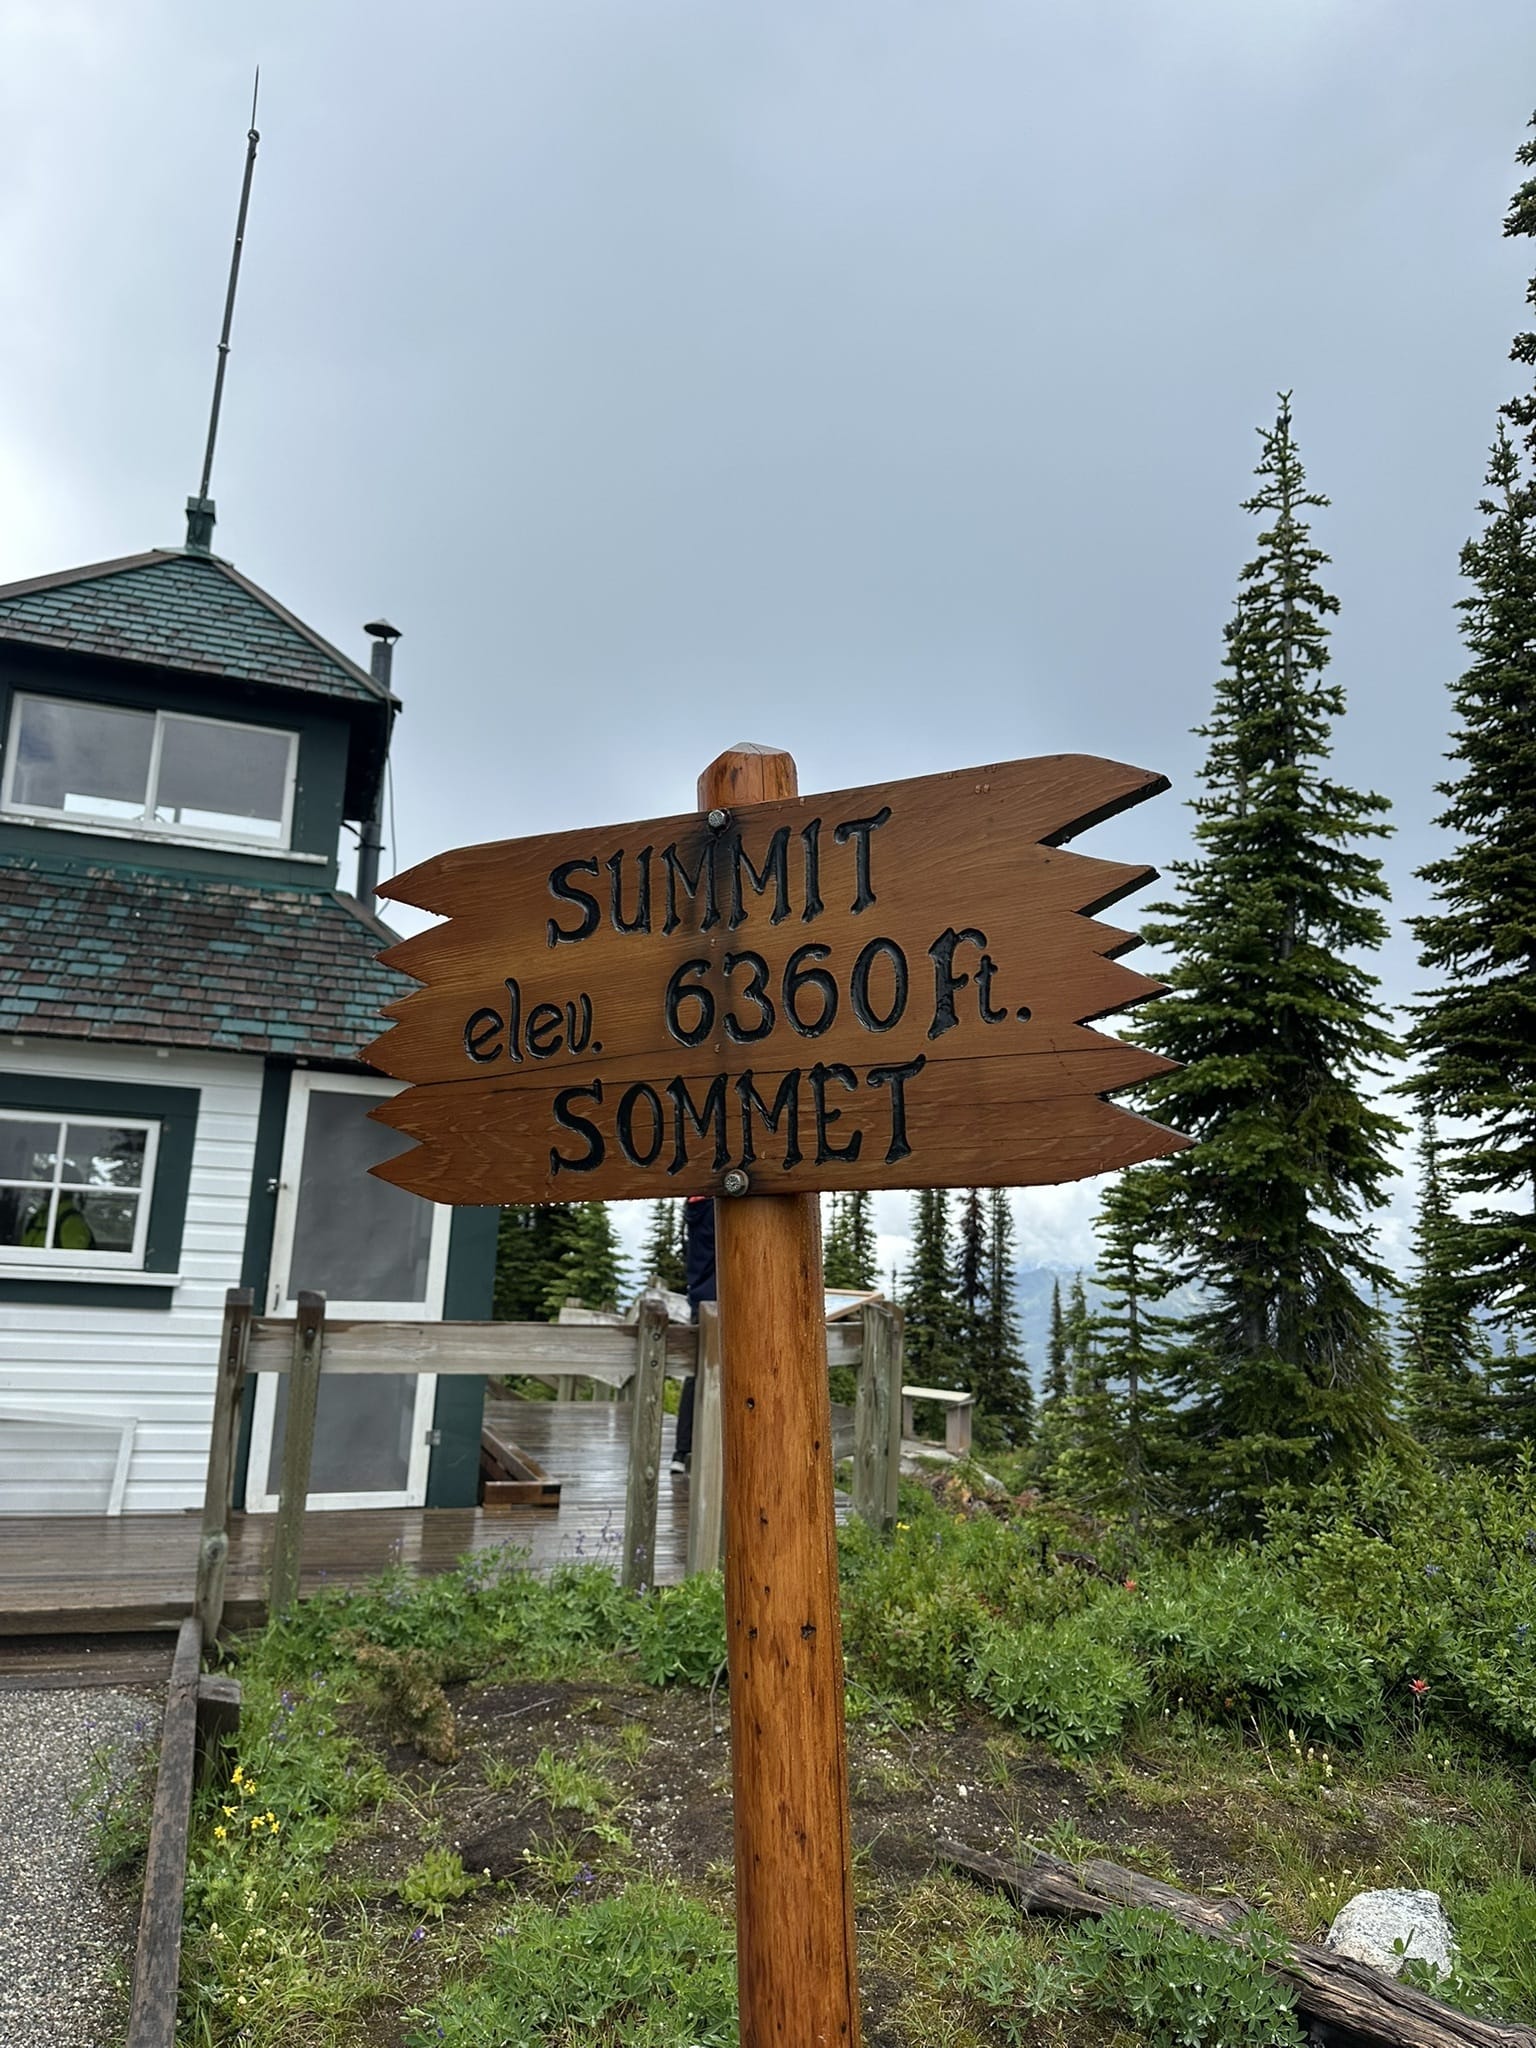 SUMMIT
elev. 6360 Ft.
SOMMET